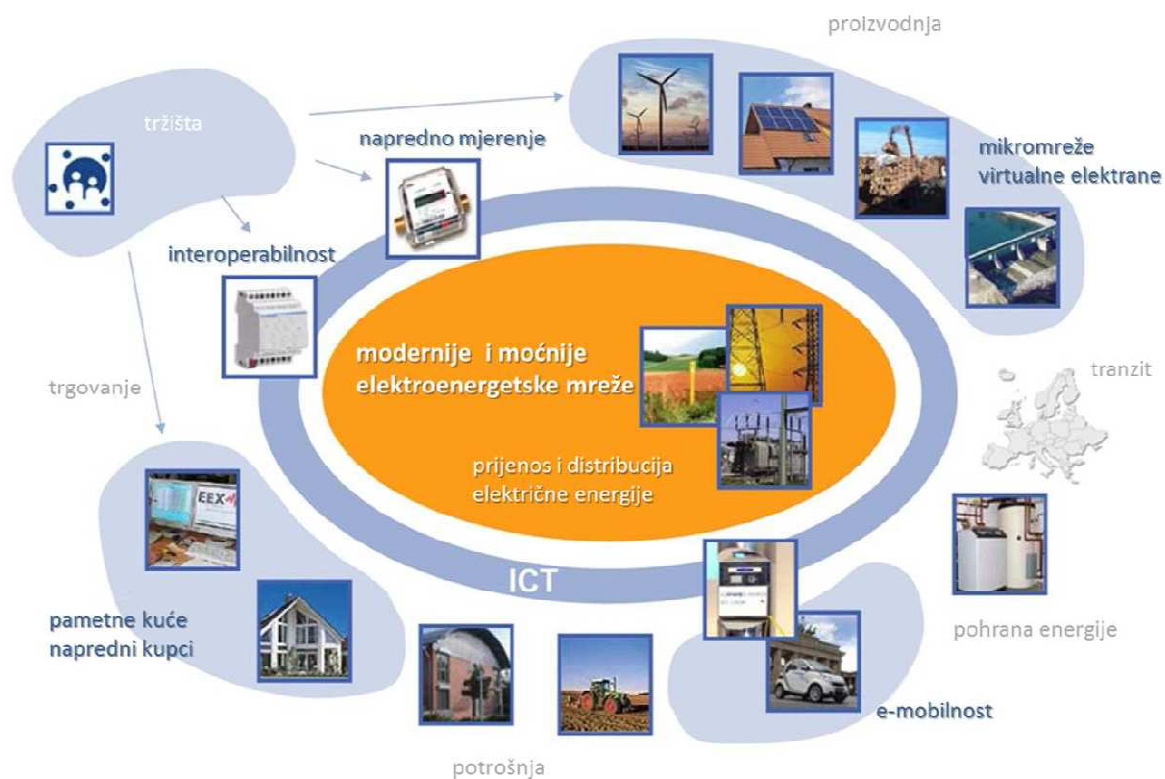 proizvodnja
tržišta
napredno mjerenje
mikromreže
virtualne elektrane
interoperabilnost
modernije i moćnije
elektroenergetske mreže
tranzit
trgovanje
prijenos i distribucija
električne energije
EEX
ICT
pametne kuće
napredni kupci
pohrana energije
e-mobilnost
potrošnja